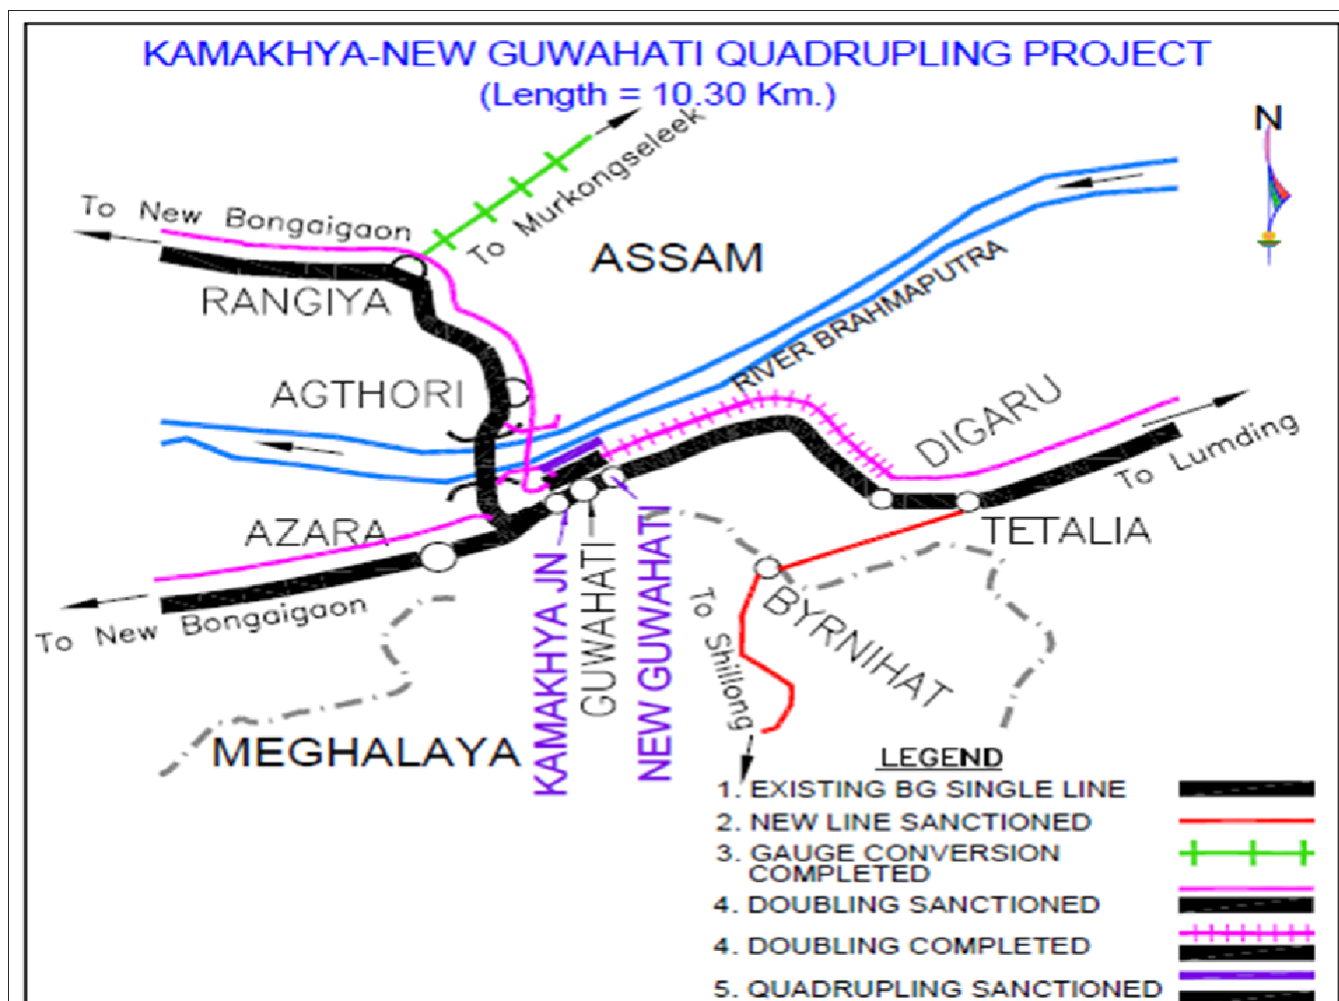 KAMAKHYA-NEW GUWAHATI QUADRUPLING PROJECT
(Length = 10.30 Km.)
N
To Murkongseleek
To New Bongaigaon
ASSAM
RANGIYA
RIVER BRAHMAPUTRA
AGTHORI
DIGARU
To Lumding
AZARA
TETALIA
To New Bongaigaon
KAMAKHYA JN
GUWAHATI
NEW GUWAHATI
To Shillong
BYRNIHAT
MEGHALAYA
LEGEND
1. EXISTING BG SINGLE LINE
2. NEW LINE SANCTIONED
3. GAUGE CONVERSION
COMPLETED
4. DOUBLING SANCTIONED
4. DOUBLING COMPLETED
5. QUADRUPLING SANCTIONED